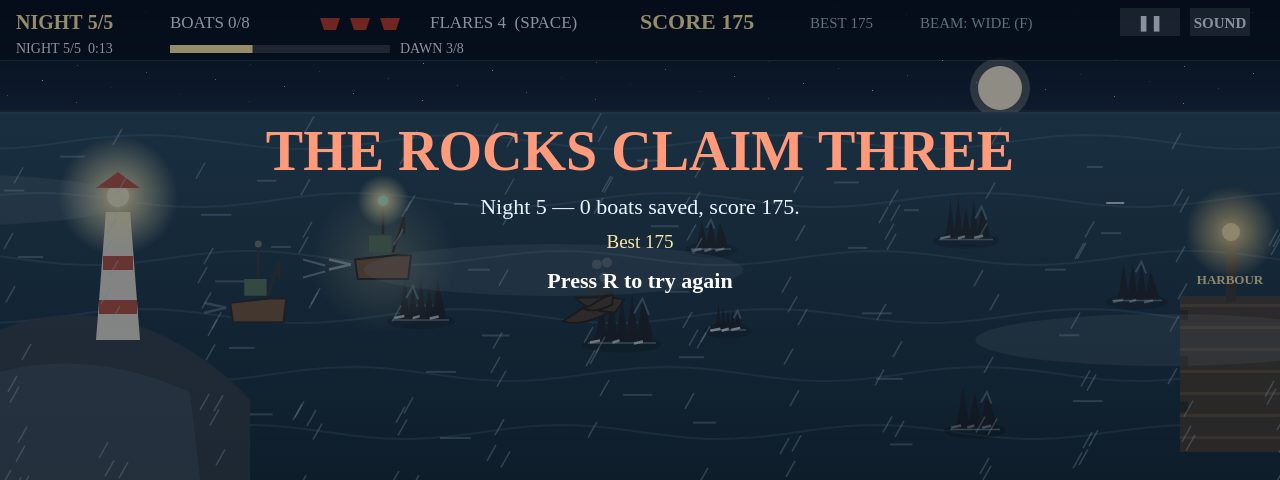 NIGHT 5/5 BOATS 0/8 FLARES 4 (SPACE) SCORE 175 BEST 175 BEAM: WIDE (F) SOUND
NIGHT 5/5 0:13 DAWN 3/8
THE ROCKS CLAIM THREE
Night 5 — 0 boats saved, score 175.
Best 175
Press R to try again
HARBOUR